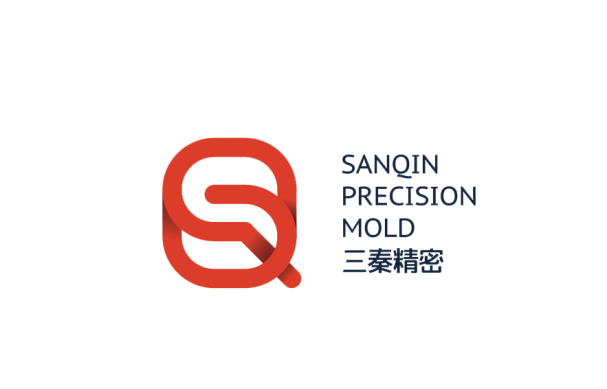 SANQIN
PRECISION
MOLD
三秦精密